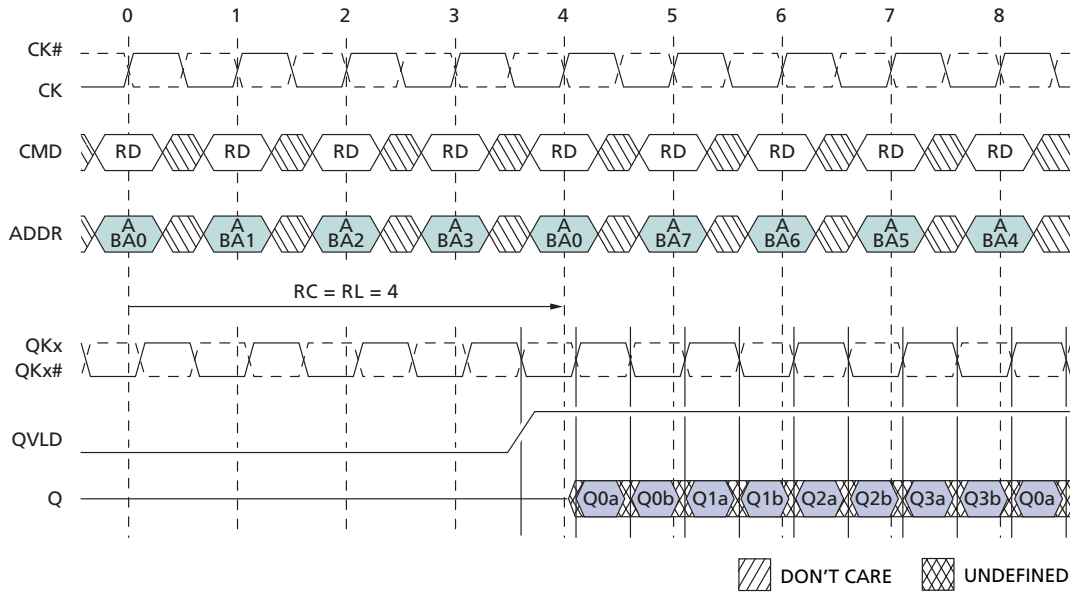 0 1 2 3 4 5 6 7 8
CK#
CK
CMD RD RD RD RD RD RD RD RD RD
ADDR A A A A A A A A A
BA0 BA1 BA2 BA3 BA0 BA7 BA6 BA5 BA4
RC = RL = 4
QKx
QKx#
QVLD
Q Q0a Q0b Q1a Q1b Q2a Q2b Q3a Q3b Q0a
DON'T CARE UNDEFINED